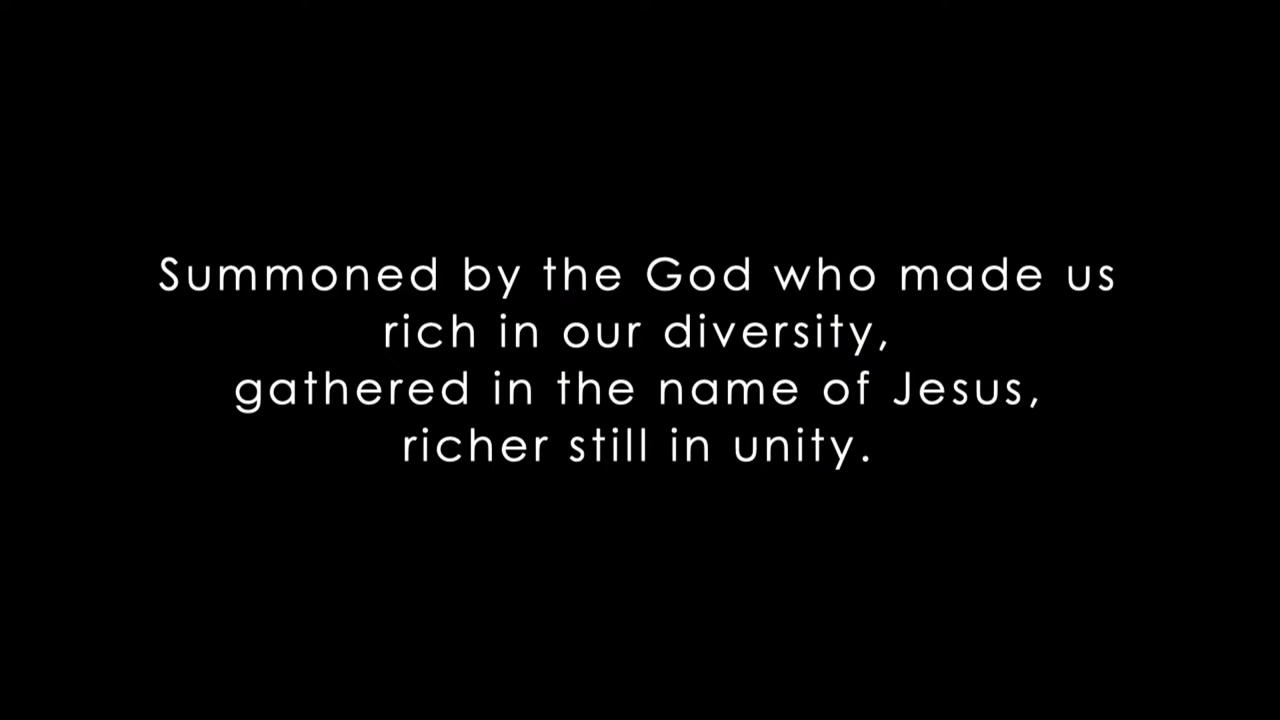 Summoned by the God who made us
rich in our diversity,
gathered in the name of Jesus,
richer still in unity.